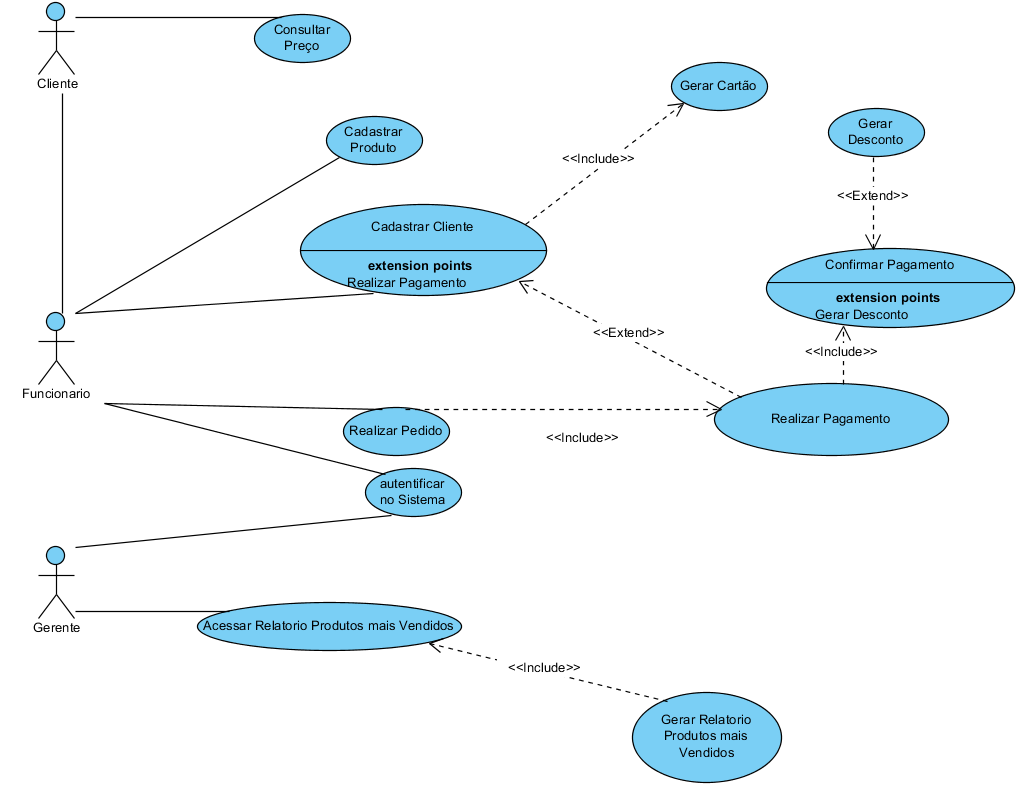 Consultar
Preço
Cliente
Gerar Cartão
Gerar
Desconto
Cadastrar
Produto
<<Include>>
<<Extend>>
Cadastrar Cliente
extension points
Realizar Pagamento
Confirmar Pagamento
extension points
Gerar Desconto
<<Extend>>
<<Include>>
Funcionario
Realizar Pedido
<<Include>>
Realizar Pagamento
autentificar
no Sistema
Gerente
Acessar Relatorio Produtos mais Vendidos
<<Include>>
Gerar Relatorio
Produtos mais
Vendidos